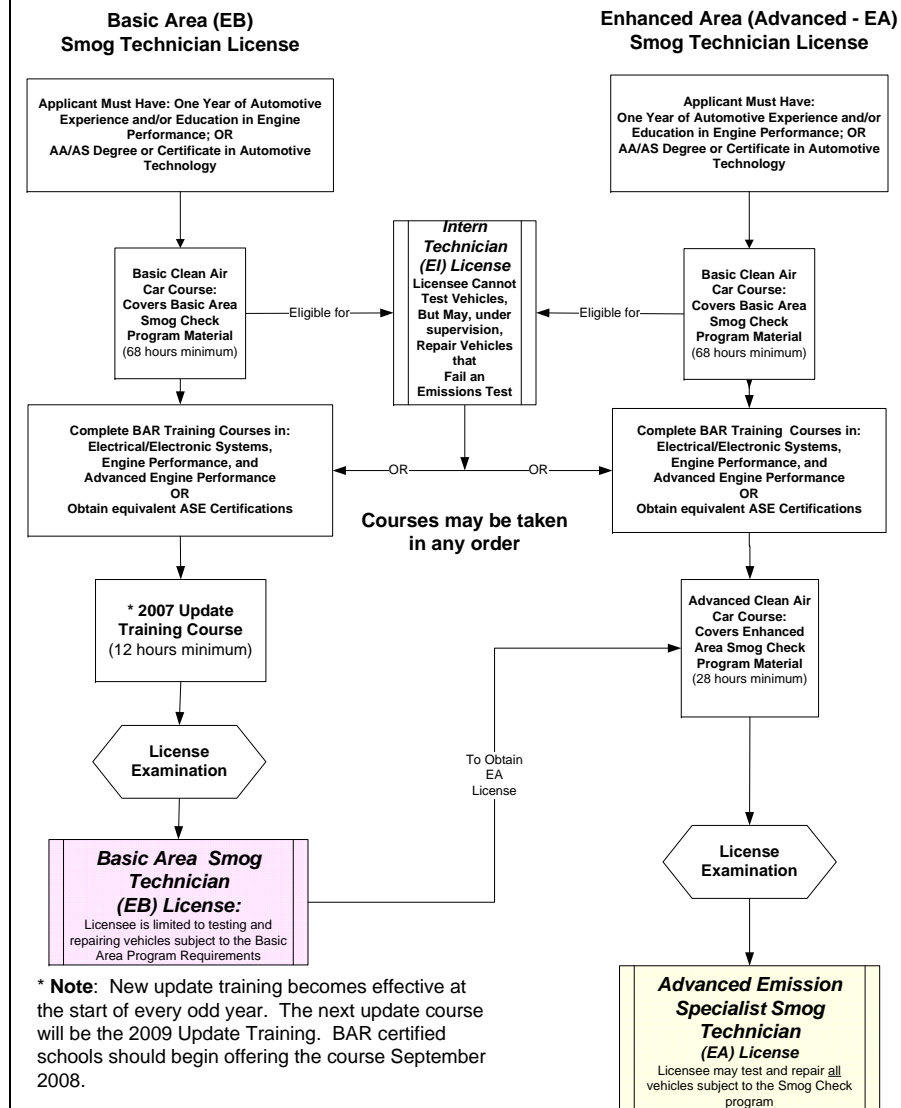 Basic Area (EB)
Smog Technician License
Enhanced Area (Advanced - EA)
Smog Technician License
Applicant Must Have: One Year of Automotive
Experience and/or Education in Engine
Performance; OR
AA/AS Degree or Certificate in Automotive
Technology
Applicant Must Have:
One Year of Automotive Experience and/or
Education in Engine Performance; OR
AA/AS Degree or Certificate in Automotive
Technology
Basic Clean Air
Car Course:
Covers Basic Area
Smog Check
Program Material
(68 hours minimum)
Eligible for
Intern
Technician
(EI) License
Licensee Cannot
Test Vehicles,
But May, under
supervision,
Repair Vehicles
that
Fail an
Emissions Test
Eligible for
Basic Clean Air
Car Course:
Covers Basic Area
Smog Check
Program Material
(68 hours minimum)
Complete BAR Training Courses in:
Electrical/Electronic Systems,
Engine Performance, and
Advanced Engine Performance
OR
Obtain equivalent ASE Certifications
OR
OR
Complete BAR Training Courses in:
Electrical/Electronic Systems,
Engine Performance, and
Advanced Engine Performance
OR
Obtain equivalent ASE Certifications
Courses may be taken
in any order
* 2007 Update
Training Course
(12 hours minimum)
Advanced Clean Air
Car Course:
Covers Enhanced
Area Smog Check
Program Material
(28 hours minimum)
License
Examination
To Obtain
EA
License
License
Examination
Basic Area Smog
Technician
(EB) License:
Licensee is limited to testing and
repairing vehicles subject to the Basic
Area Program Requirements
* Note: New update training becomes effective at
the start of every odd year. The next update course
will be the 2009 Update Training. BAR certified
schools should begin offering the course September
2008.
Advanced Emission
Specialist Smog
Technician
(EA) License
Licensee may test and repair all
vehicles subject to the Smog Check
program